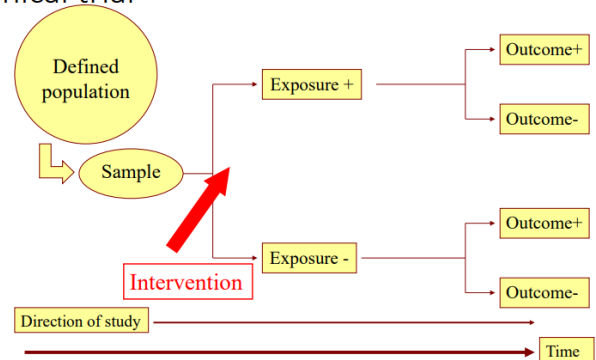 Defined
population
Sample
Exposure +
Outcome+
Outcome-
Intervention
Exposure -
Outcome+
Outcome-
Direction of study
Time